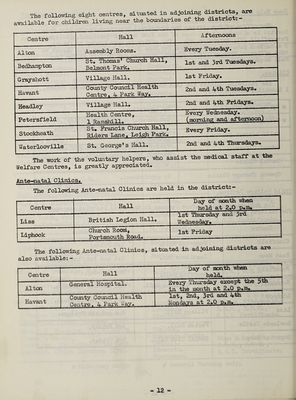 The following eight centres, situated in adjoining districts, are
available for children living near the boundaries of the district:-
Centre Hall Afternoons
Alton Assembly Rooms. Every Tuesday.
Bedhampton St. Thomas' Church Hall, Belmont Park. 1st and 3rd Tuesdays.
Grayshott Village Hall. 1st Friday.
Havant County Council Health Centre, 4 Park Way. 2nd and 4th Tuesdays.
Headley Village Hall. 2nd and 4th Fridays.
Petersfield Health Centre, 1 Ramshill. Every Wednesday. (morning and afternoon)
Stockheath St. Francis Church Hall, Riders Lane, Leigh Park. Every Friday.
Waterlooville St. George's Hall. 2nd and 4th Thursdays.
The work of the voluntary helpers, who assist the medical staff at the
Welfare Centres, is greatly appreciated.
Ante-natal Clinics.
The following Ante-natal Clinics are held in the district:-
Centre Hall Day of month when held at 2.0 p.m.
Liss British Legion Hall. 1st Thursday and 3rd Wednesday.
Liphook Church Room, Portsmouth Road. 1st Friday
The following Ante-natal Clinics, situated in adjoining districts are
also available:-
Centre Hall Day of month when held.
Alton General Hospital. Every Thursday except the 5th in the month at 2.0 p.m.
Havant County Council Health Centre, 4 Park Way. 1st, 2nd, 3rd and 4th Mondays at 2.0 p.m.
- 12 -